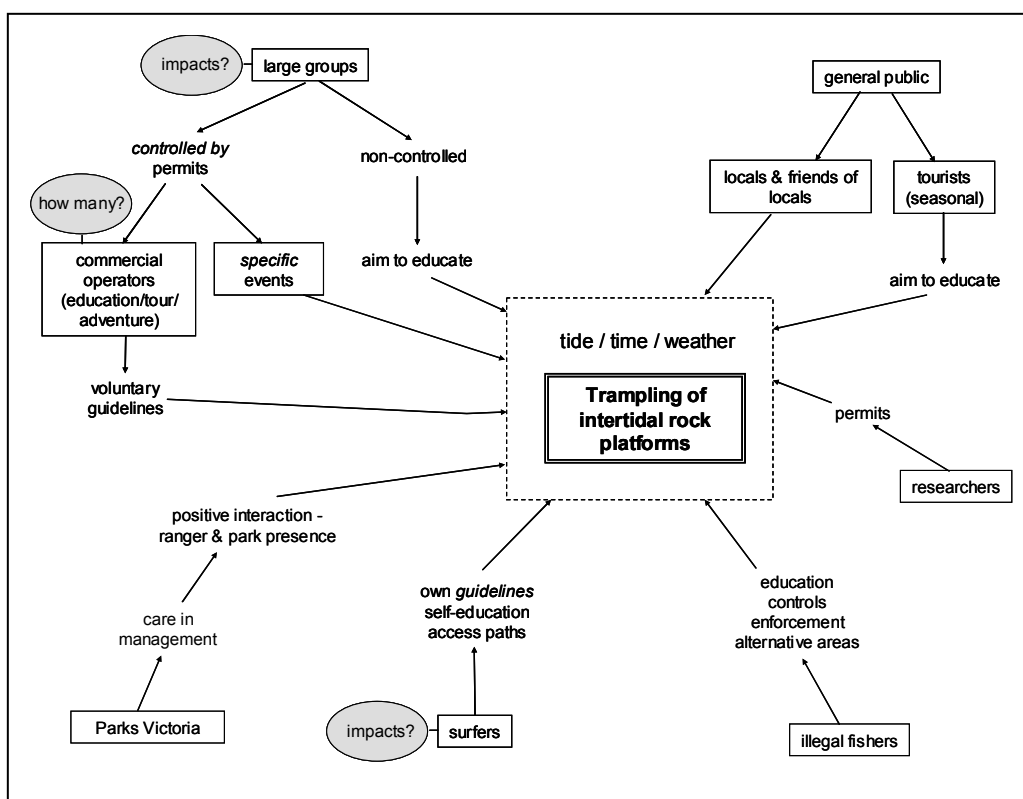 impacts?
large groups
general public
controlled by
permits
non-controlled
locals & friends of
locals
tourists
(seasonal)
how many?
commercial
operators
(education/tour/
adventure)
specific
events
aim to educate
aim to educate
tide / time / weather
Trampling of
intertidal rock
platforms
voluntary
guidelines
permits
researchers
positive interaction -
ranger & park presence
care in
management
Parks Victoria
own guidelines
self-education
access paths
impacts?
surfers
education
controls
enforcement
alternative areas
illegal fishers